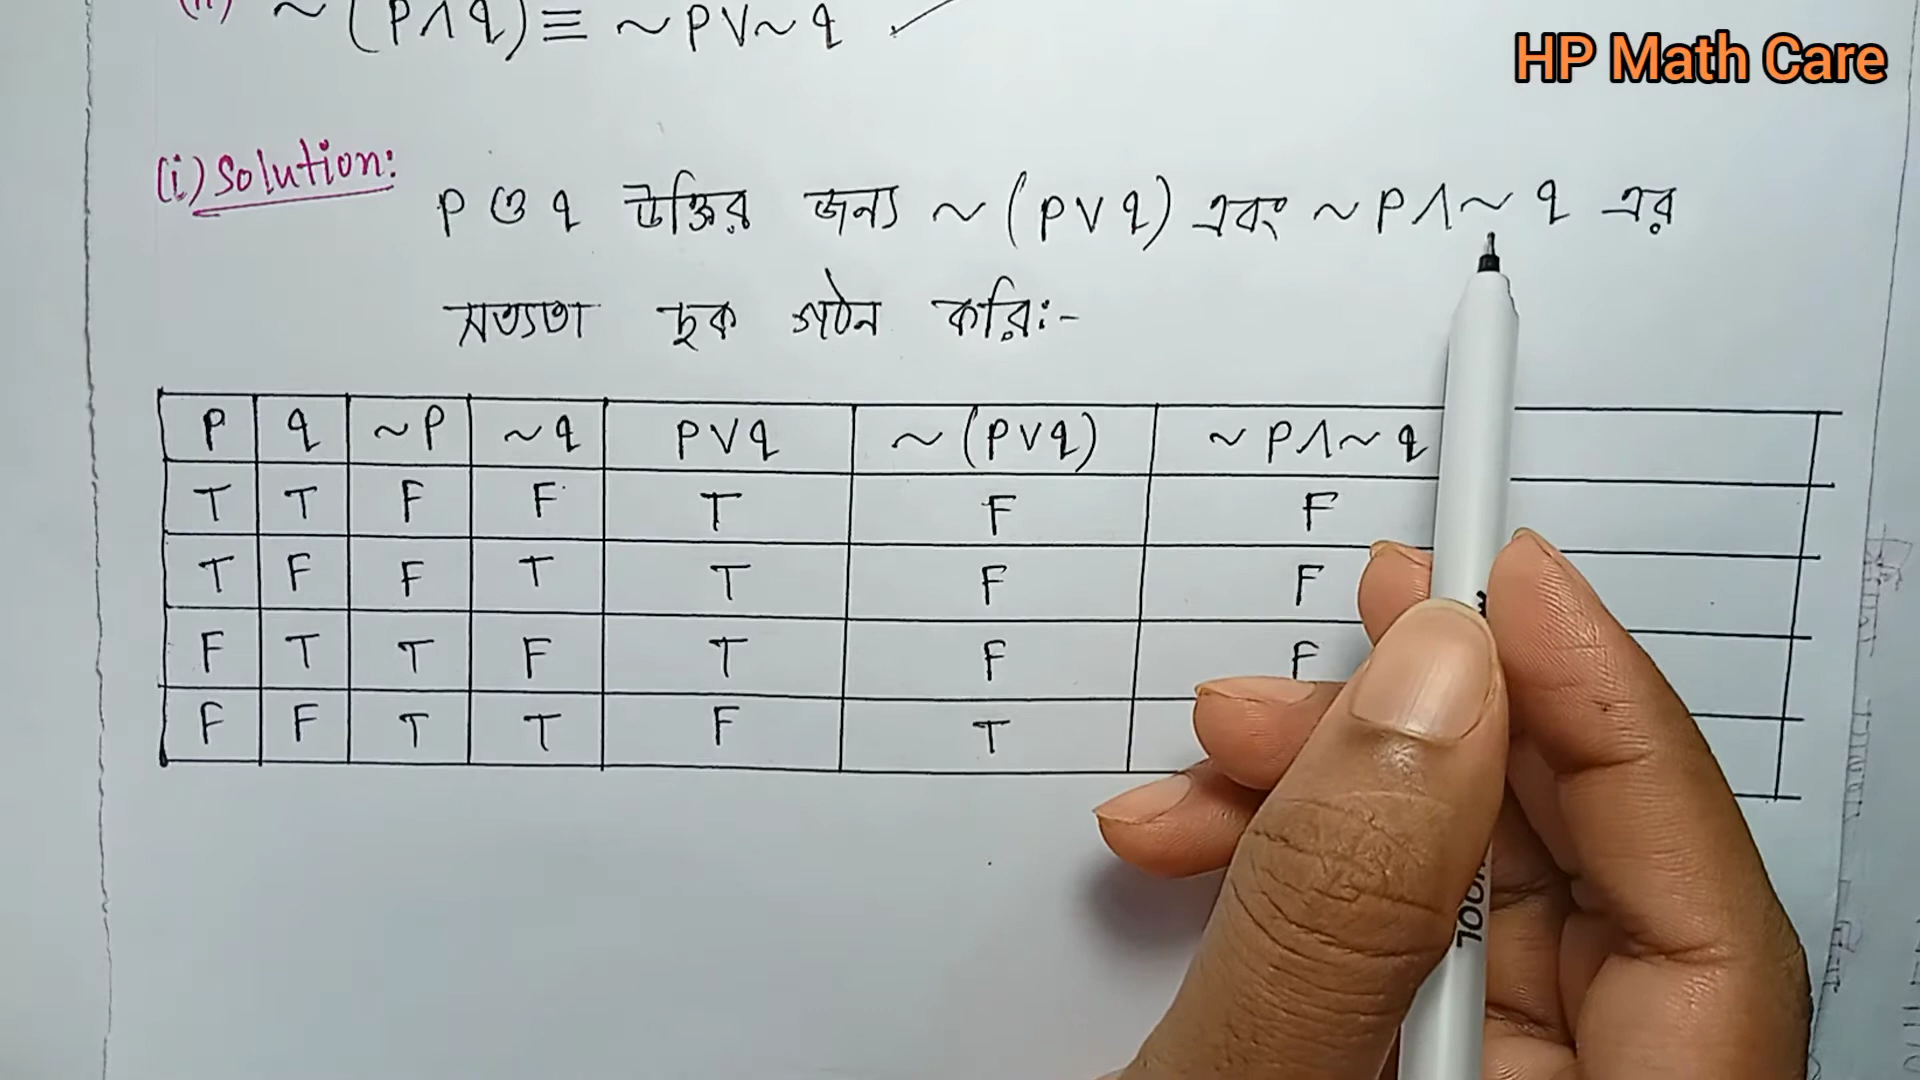 ~(p∧q) ≡ ~p∨~q ✓
HP Math Care
(i) Solution:
p ও q উক্তির জন্য ~(p∨q) এবং ~p∧~q এর
সত্যতা ছক গঠন করি:-
p q ~p ~q p∨q ~(p∨q) ~p∧~q
T T F F T F F
T F F T T F F
F T T F T F F
F F T T F T